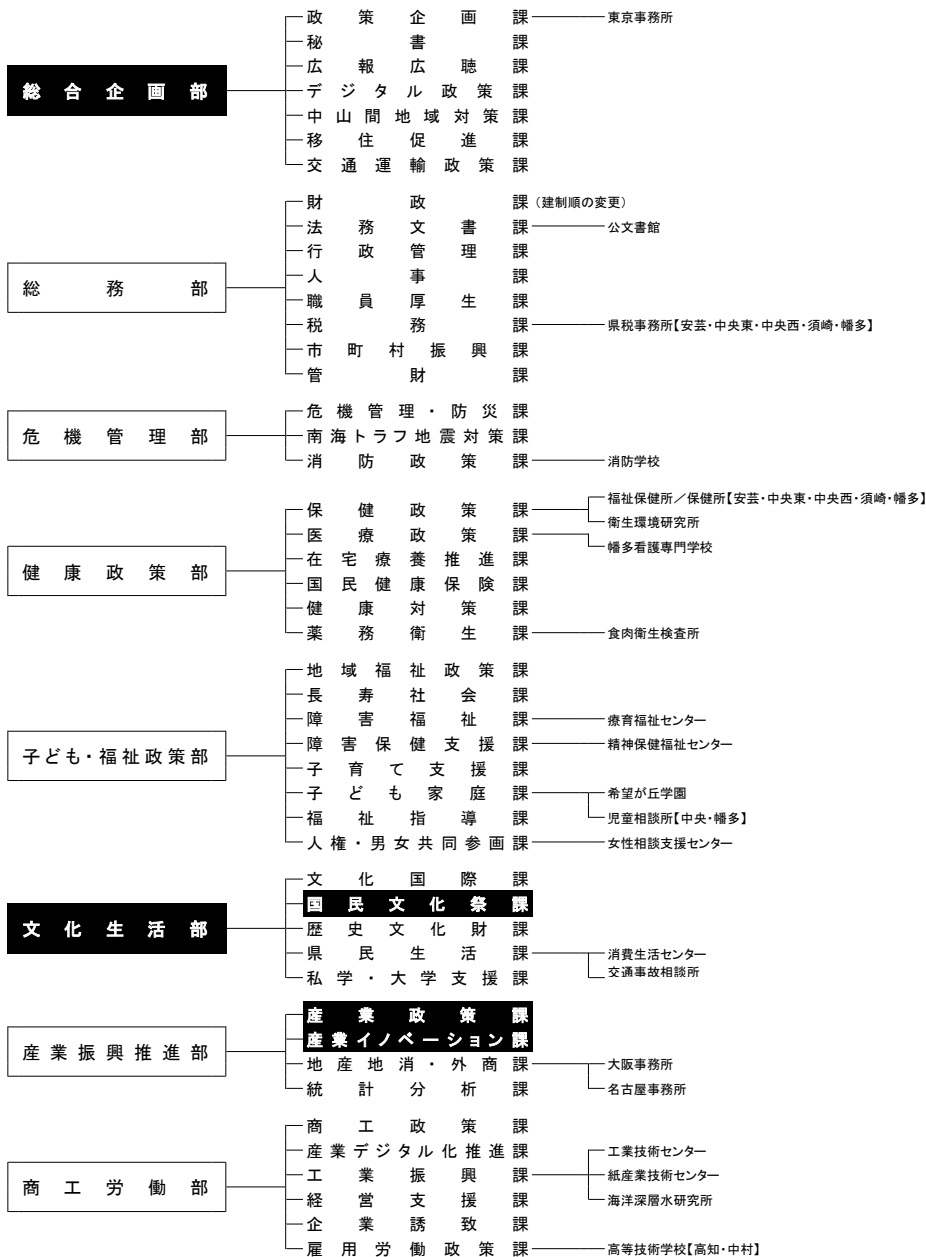 総合企画部
政策企画課 東京事務所
秘書課
広報広聴課
デジタル政策課
中山間地域対策課
移住促進課
交通運輸政策課
総務部
財政課(建制順の変更)
法務文書課 公文書館
行政管理課
人事課
職員厚生課
税務課 県税事務所【安芸・中央東・中央西・須崎・幡多】
市町村振興課
管財課
危機管理部
危機管理・防災課
南海トラフ地震対策課
消防政策課 消防学校
健康政策部
保健政策課 福祉保健所／保健所【安芸・中央東・中央西・須崎・幡多】
衛生環境研究所
医療政策課 幡多看護専門学校
在宅療養推進課
国民健康保険課
健康対策課
薬務衛生課 食肉衛生検査所
子ども・福祉政策部
地域福祉政策課
長寿社会課
障害福祉課 療育福祉センター
障害保健支援課 精神保健福祉センター
子育て支援課
子ども家庭課 希望が丘学園
児童相談所【中央・幡多】
福祉指導課
人権・男女共同参画課 女性相談支援センター
文化生活部
文化国際課
国民文化祭課
歴史文化財課
県民生活課 消費生活センター
交通事故相談所
私学・大学支援課
産業振興推進部
産業政策課
産業イノベーション課
地産地消・外商課 大阪事務所
名古屋事務所
統計分析課
商工労働部
商工政策課
産業デジタル化推進課
工業振興課 工業技術センター
紙産業技術センター
海洋深層水研究所
経営支援課
企業誘致課
雇用労働政策課 高等技術学校【高知・中村】